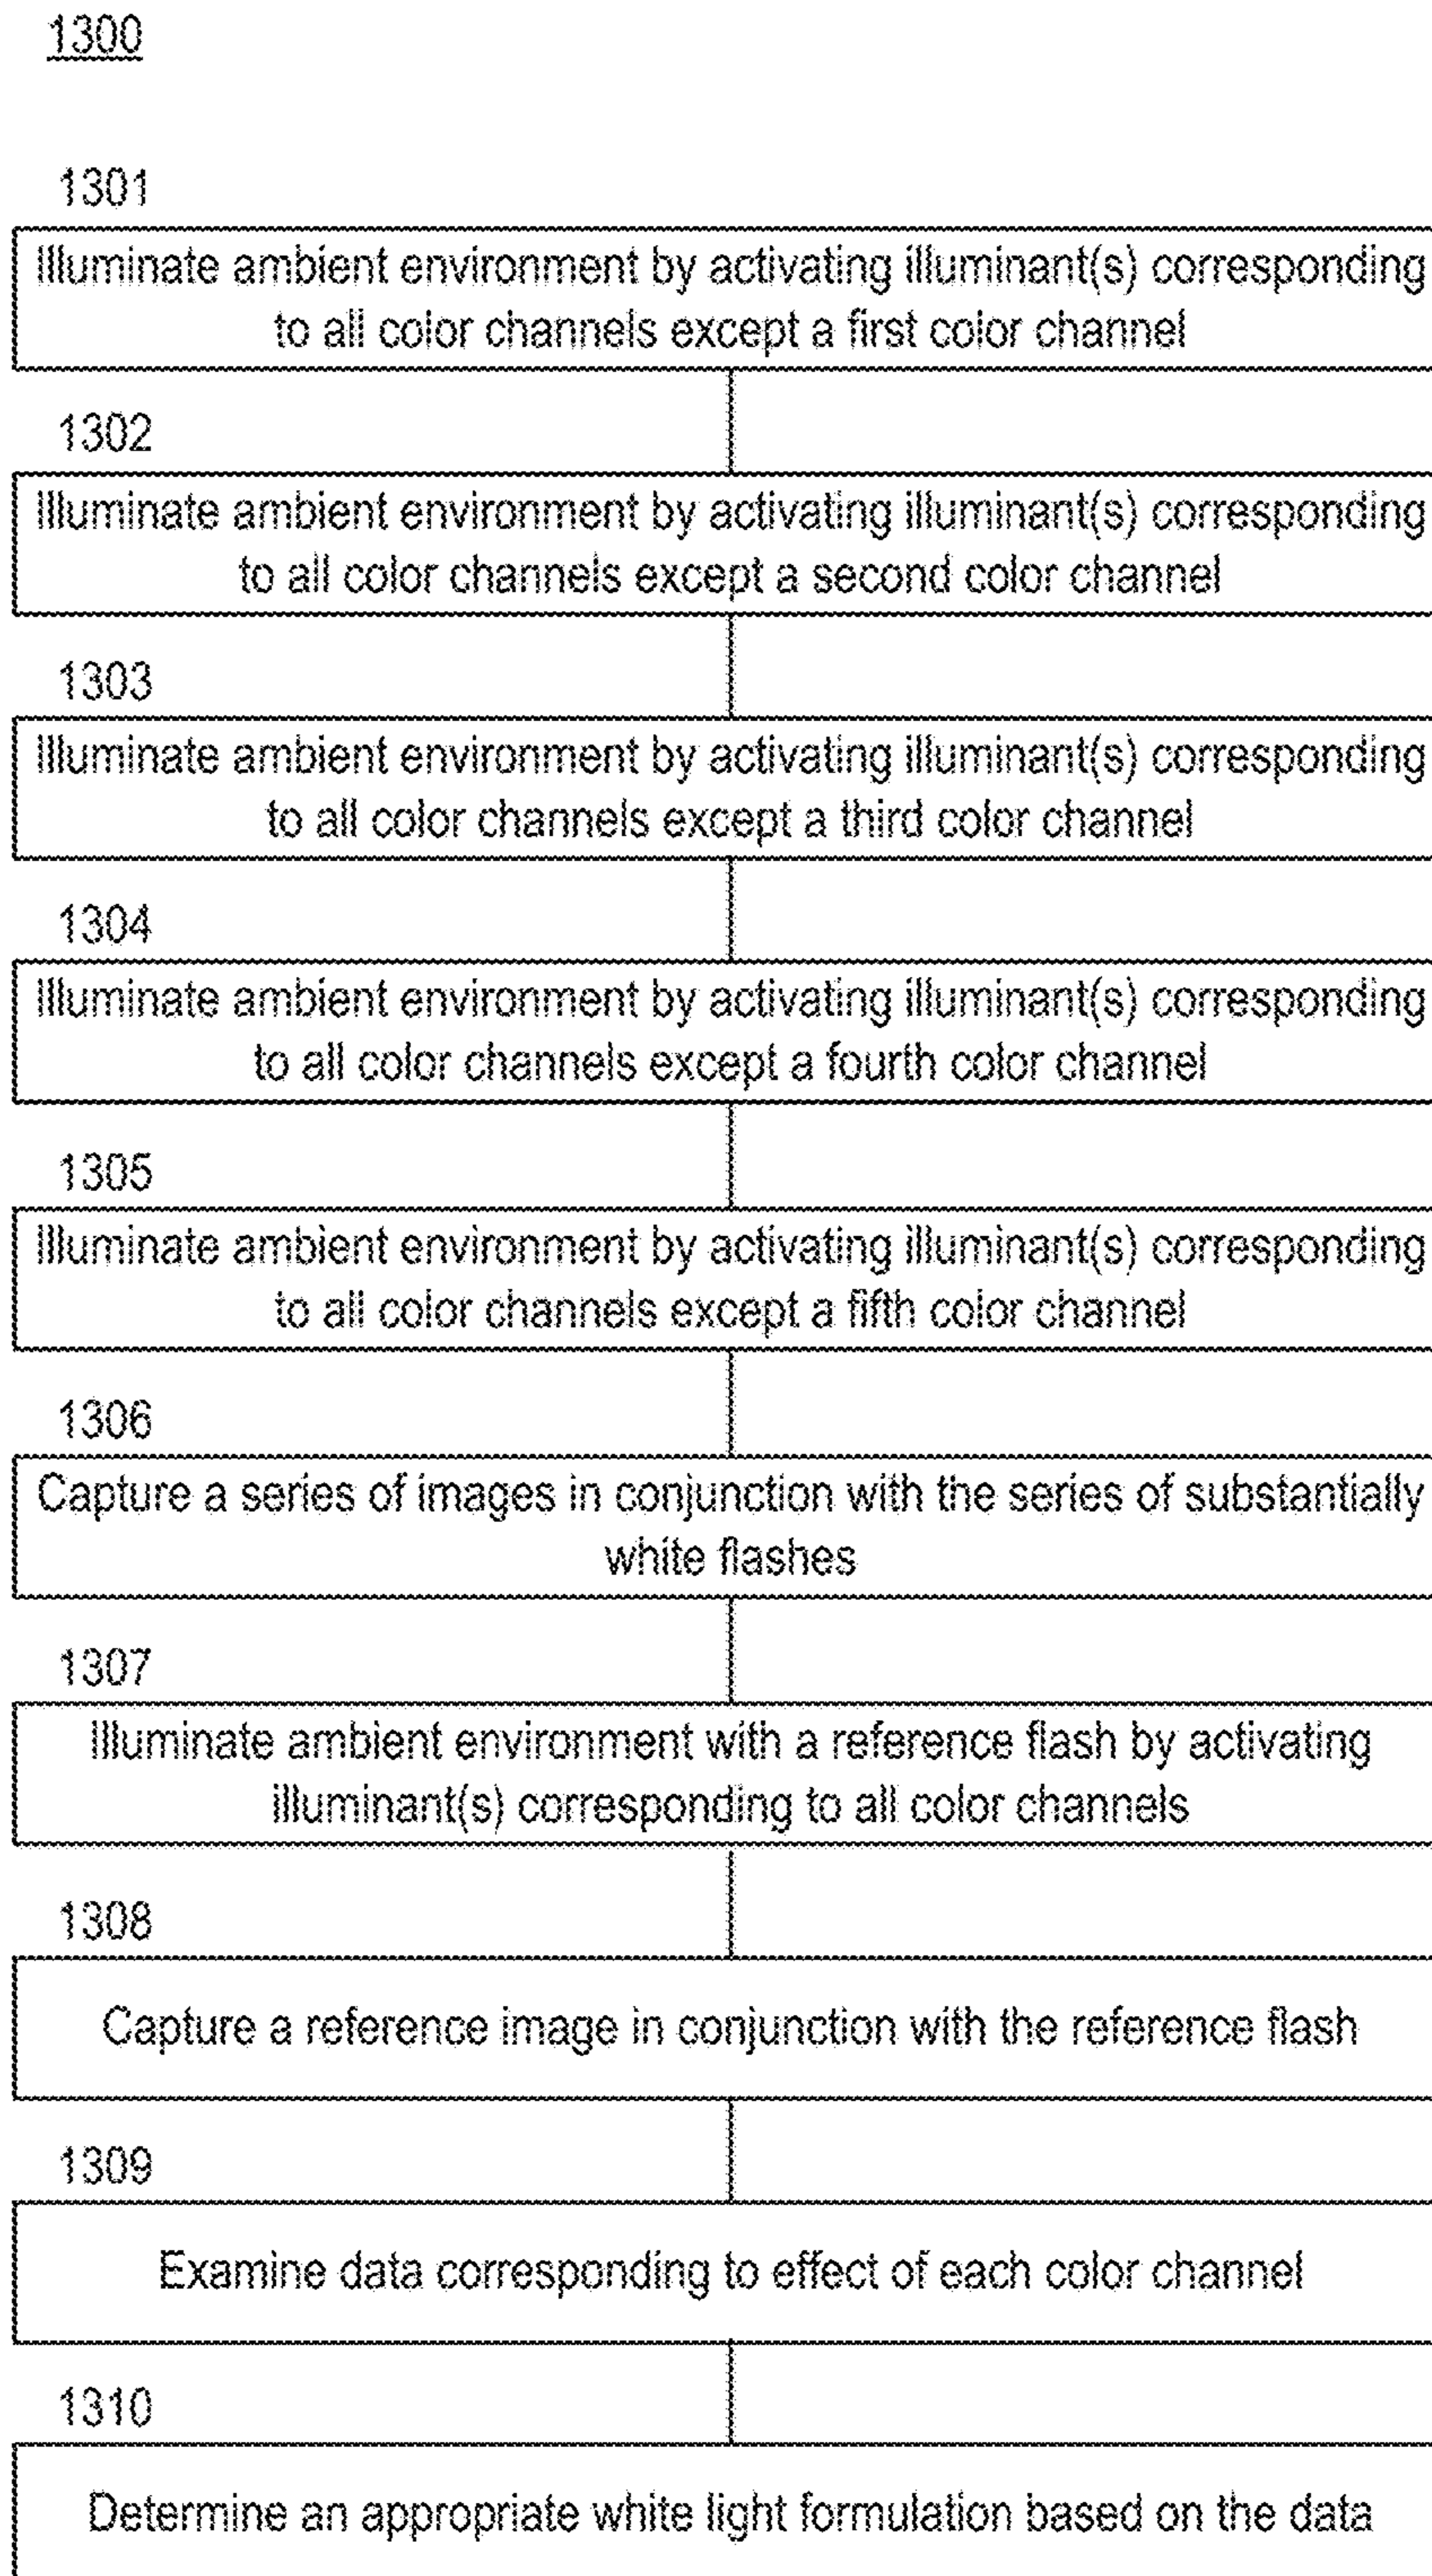 1300
1301
Illuminate ambient environment by activating illuminant(s) corresponding
to all color channels except a first color channel
1302
Illuminate ambient environment by activating illuminant(s) corresponding
to all color channels except a second color channel
1303
Illuminate ambient environment by activating illuminant(s) corresponding
to all color channels except a third color channel
1304
Illuminate ambient environment by activating illuminant(s) corresponding
to all color channels except a fourth color channel
1305
Illuminate ambient environment by activating illuminant(s) corresponding
to all color channels except a fifth color channel
1306
Capture a series of images in conjunction with the series of substantially
white flashes
1307
Illuminate ambient environment with a reference flash by activating
illuminant(s) corresponding to all color channels
1308
Capture a reference image in conjunction with the reference flash
1309
Examine data corresponding to effect of each color channel
1310
Determine an appropriate white light formulation based on the data